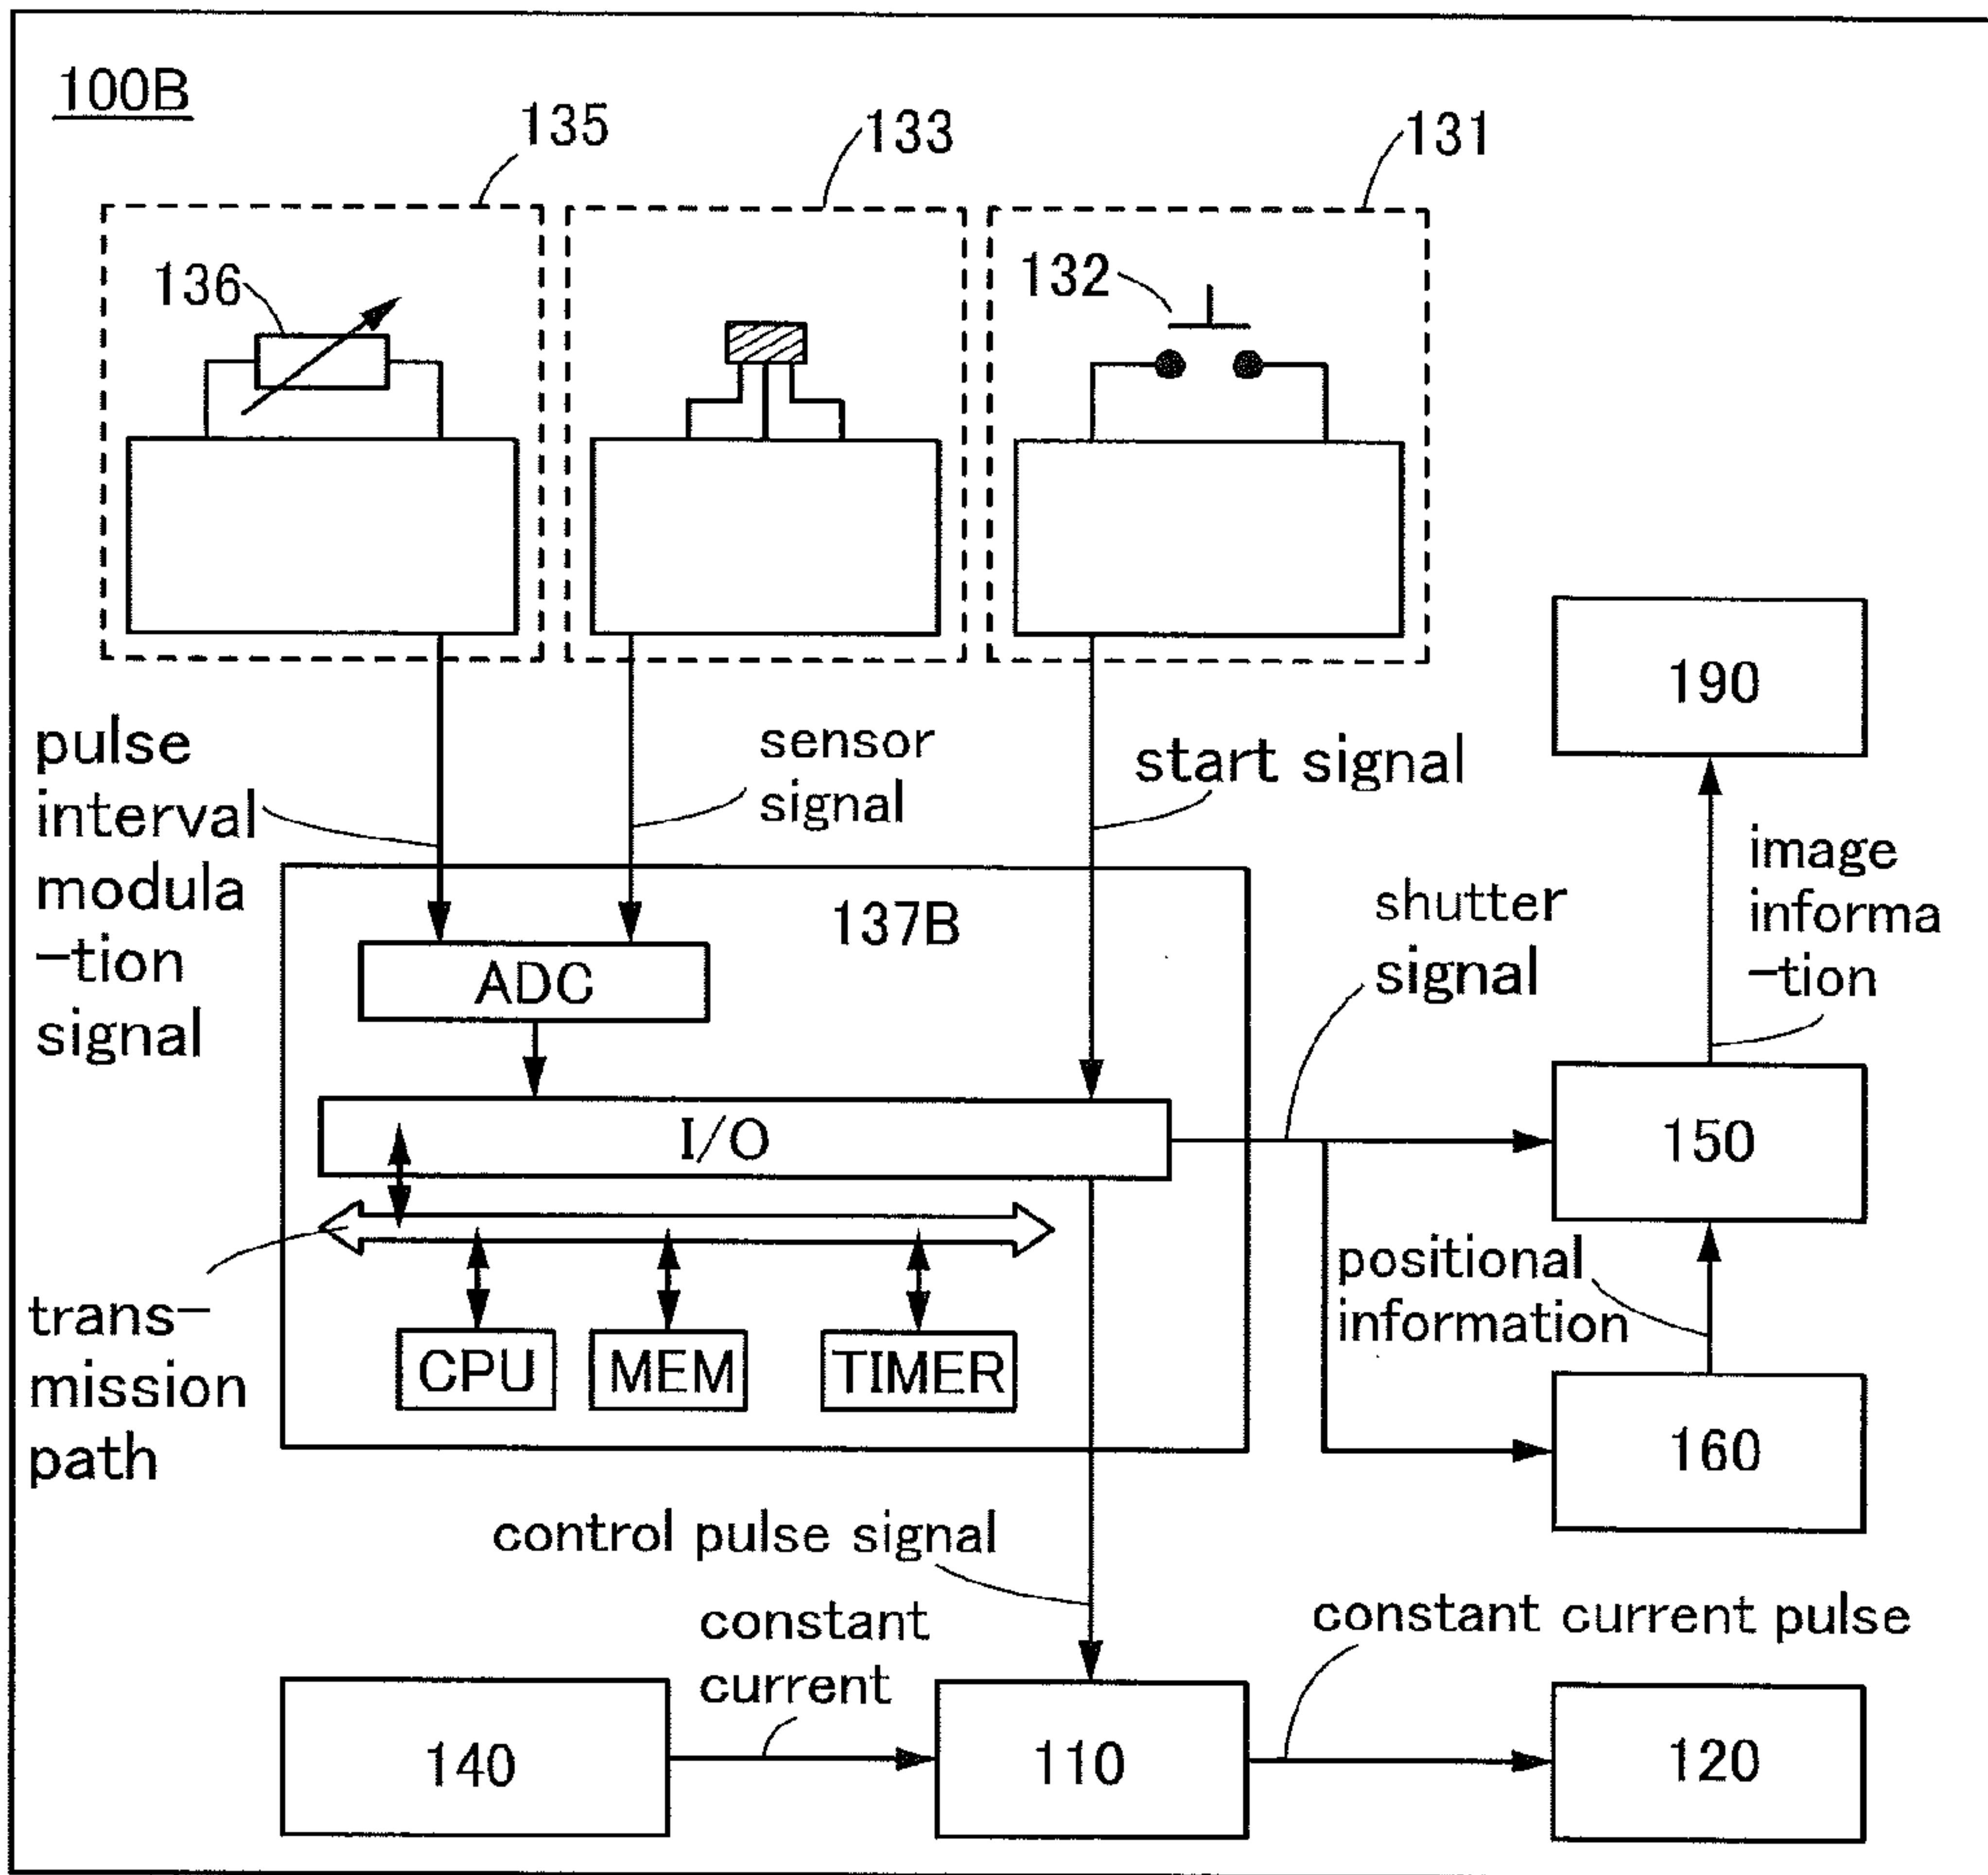 100B
135
133
131
136
132
190
pulse
interval
modula
-tion
signal
sensor
signal
start signal
image
informa
-tion
shutter
signal
137B
ADC
I/O
150
positional
information
trans-
mission
path
CPU
MEM
TIMER
160
control pulse signal
constant
current
constant current pulse
140
110
120